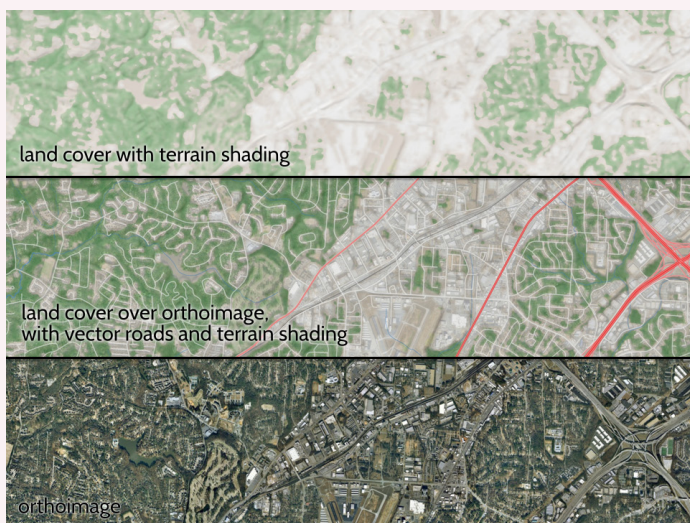 land cover with terrain shading
land cover over orthoimage,
with vector roads and terrain shading
orthoimage